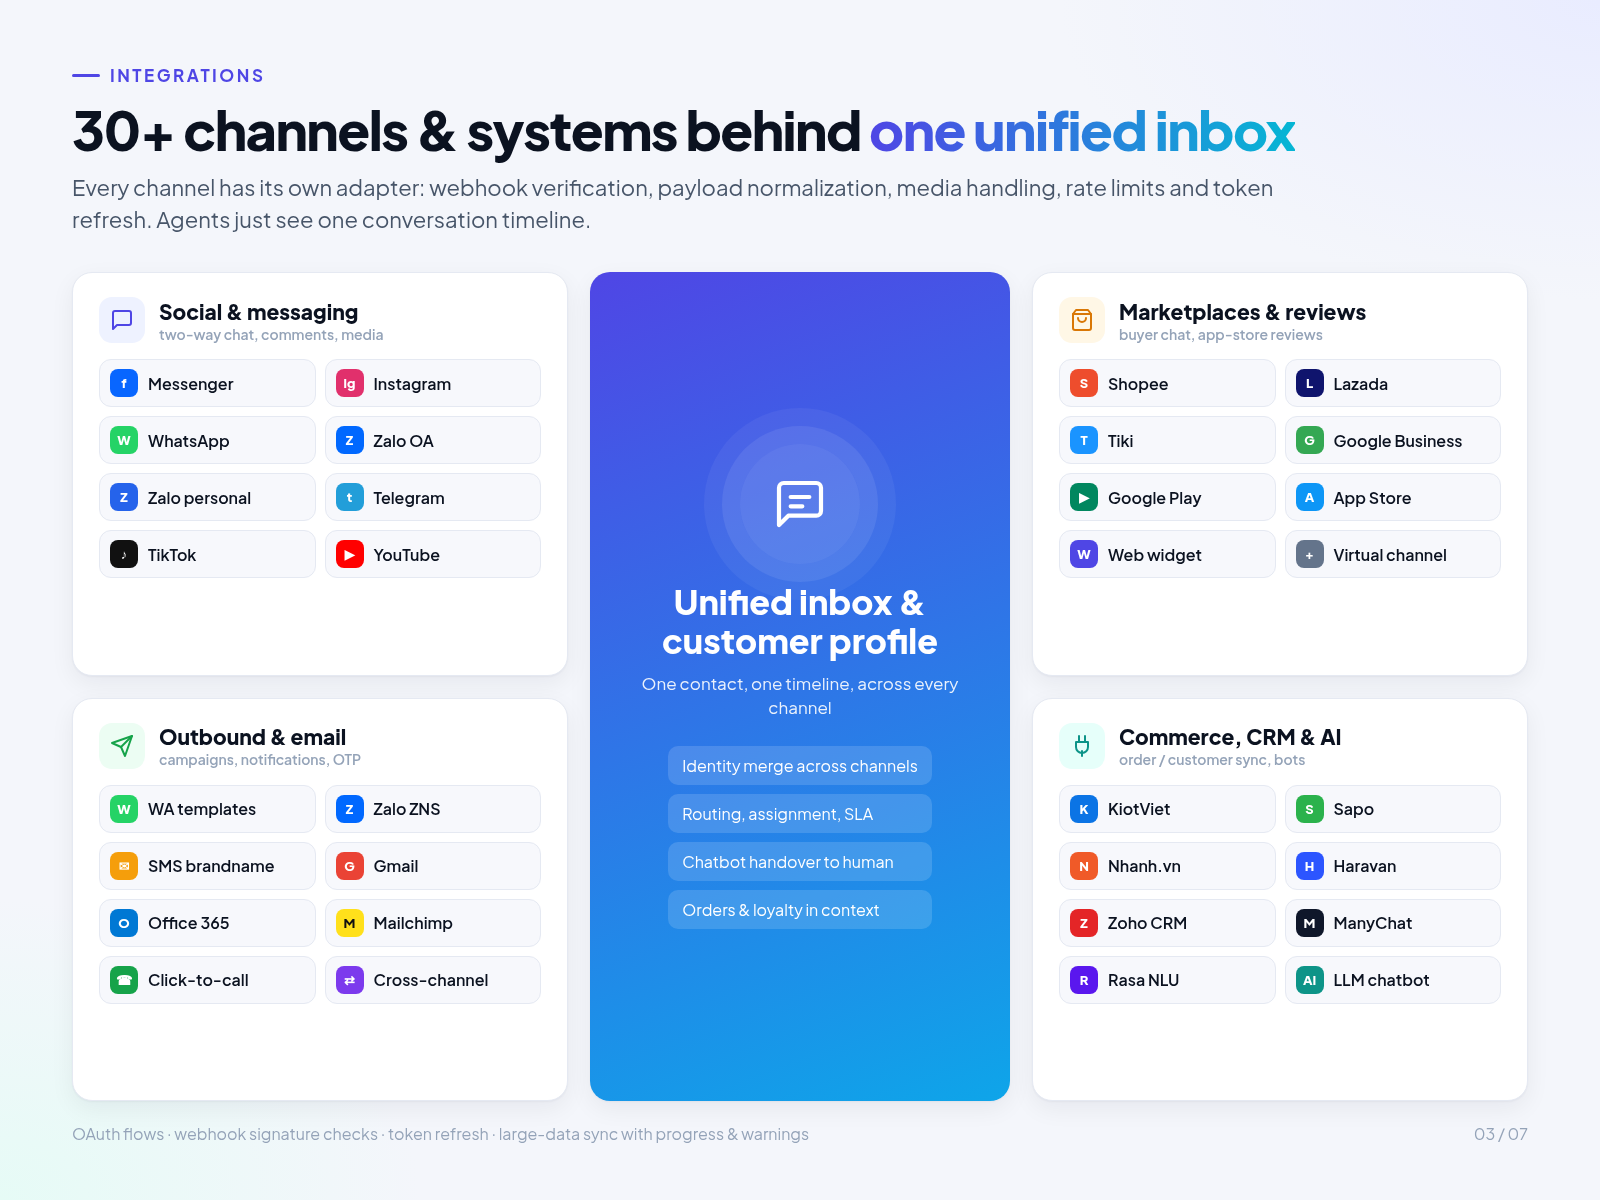 INTEGRATIONS
30+ channels & systems behind one unified inbox
Every channel has its own adapter: webhook verification, payload normalization, media handling, rate limits and token
refresh. Agents just see one conversation timeline.
Social & messaging
two-way chat, comments, media
f Messenger
Ig Instagram
W WhatsApp
Z Zalo OA
Z Zalo personal
t Telegram
♪ TikTok
▶ YouTube
Outbound & email
campaigns, notifications, OTP
W WA templates
Z Zalo ZNS
✉ SMS brandname
G Gmail
O Office 365
M Mailchimp
☎ Click-to-call
⇄ Cross-channel
Unified inbox &
customer profile
One contact, one timeline, across every
channel
Identity merge across channels
Routing, assignment, SLA
Chatbot handover to human
Orders & loyalty in context
Marketplaces & reviews
buyer chat, app-store reviews
S Shopee
L Lazada
T Tiki
G Google Business
▶ Google Play
A App Store
W Web widget
+ Virtual channel
Commerce, CRM & AI
order / customer sync, bots
K KiotViet
S Sapo
N Nhanh.vn
H Haravan
Z Zoho CRM
M ManyChat
R Rasa NLU
AI LLM chatbot
OAuth flows · webhook signature checks · token refresh · large-data sync with progress & warnings
03 / 07